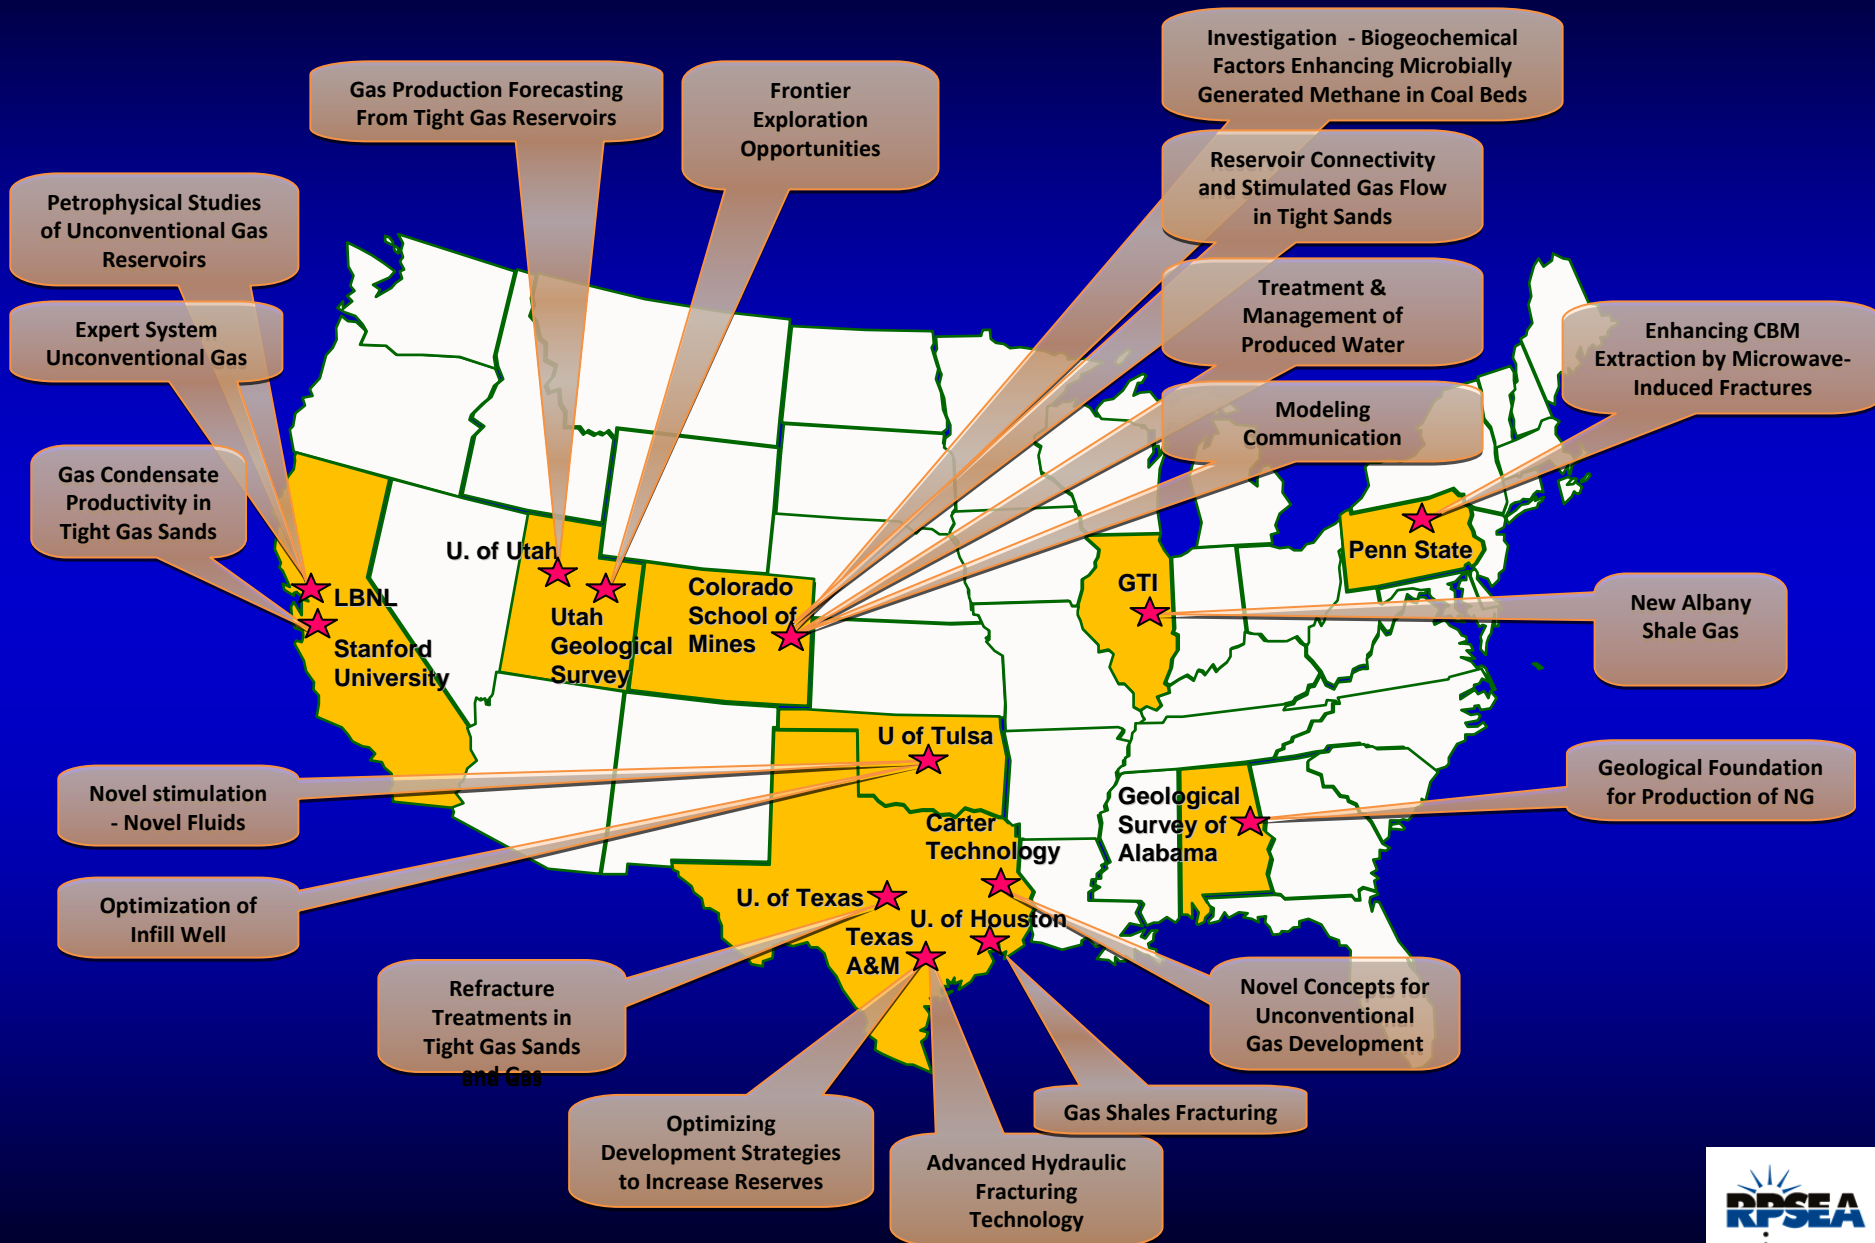 Investigation - Biogeochemical
Factors Enhancing Microbially
Generated Methane in Coal Beds
Gas Production Forecasting
From Tight Gas Reservoirs
Frontier
Exploration
Opportunities
Reservoir Connectivity
and Stimulated Gas Flow
in Tight Sands
Petrophysical Studies
of Unconventional Gas
Reservoirs
Treatment &
Management of
Produced Water
Expert System
Unconventional Gas
Enhancing CBM
Extraction by Microwave-
Induced Fractures
Modeling
Communication
Gas Condensate
Productivity in
Tight Gas Sands
U. of Utah
Penn State
LBNL
Stanford
University
Utah
Geological
Survey
Colorado
School of
Mines
GTI
New Albany
Shale Gas
U of Tulsa
Novel stimulation
- Novel Fluids
Geological
Survey of
Alabama
Geological Foundation
for Production of NG
Carter
Technology
Optimization of
Infill Well
U. of Texas
U. of Houston
Texas
A&M
Refracture
Treatments in
Tight Gas Sands
and Gas
Novel Concepts for
Unconventional
Gas Development
Gas Shales Fracturing
Optimizing
Development Strategies
to Increase Reserves
Advanced Hydraulic
Fracturing
Technology
RPSEA